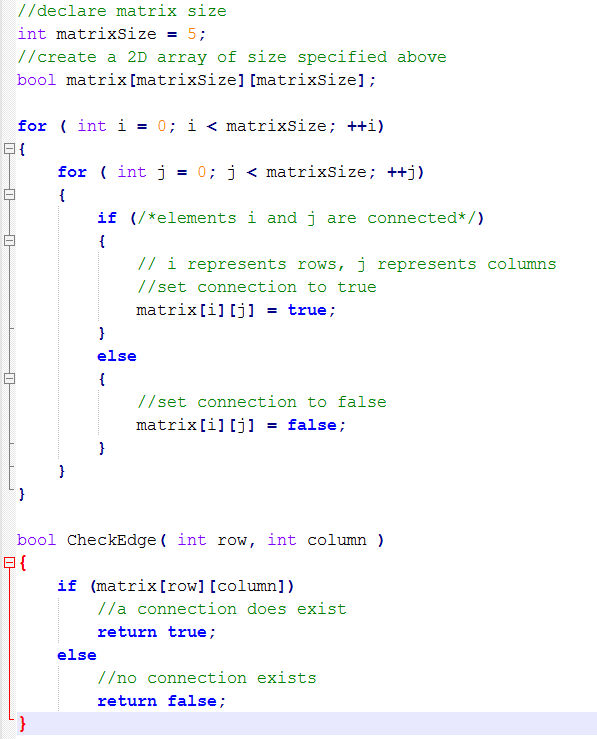 //declare matrix size
int matrixSize = 5;
//create a 2D array of size specified above
bool matrix[matrixSize][matrixSize];
for ( int i = 0; i < matrixSize; ++i)
{
for ( int j = 0; j < matrixSize; ++j)
{
if (/*elements i and j are connected*/)
{
// i represents rows, j represents columns
//set connection to true
matrix[i][j] = true;
}
else
{
//set connection to false
matrix[i][j] = false;
}
}
}
bool CheckEdge( int row, int column )
{
if (matrix[row][column])
//a connection does exist
return true;
else
//no connection exists
return false;
}